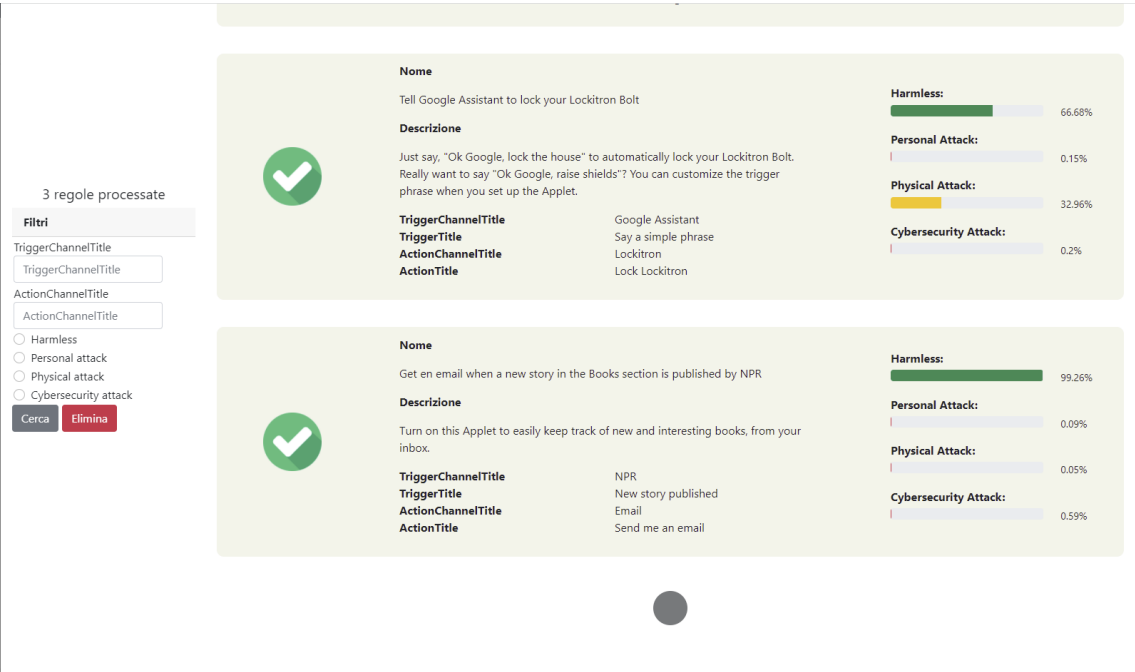 3 regole processate
Filtri
TriggerChannelTitle
TriggerChannelTitle
ActionChannelTitle
ActionChannelTitle
Harmless
Personal attack
Physical attack
Cybersecurity attack
Cerca Elimina
Nome
Tell Google Assistant to lock your Lockitron Bolt
Descrizione
Just say, "Ok Google, lock the house" to automatically lock your Lockitron Bolt.
Really want to say "Ok Google, raise shields"? You can customize the trigger
phrase when you set up the Applet.
TriggerChannelTitle Google Assistant
TriggerTitle Say a simple phrase
ActionChannelTitle Lockitron
ActionTitle Lock Lockitron
Harmless:
66.68%
Personal Attack:
0.15%
Physical Attack:
32.96%
Cybersecurity Attack:
0.2%
Nome
Get en email when a new story in the Books section is published by NPR
Descrizione
Turn on this Applet to easily keep track of new and interesting books, from your
inbox.
TriggerChannelTitle NPR
TriggerTitle New story published
ActionChannelTitle Email
ActionTitle Send me an email
Harmless:
99.26%
Personal Attack:
0.09%
Physical Attack:
0.05%
Cybersecurity Attack:
0.59%